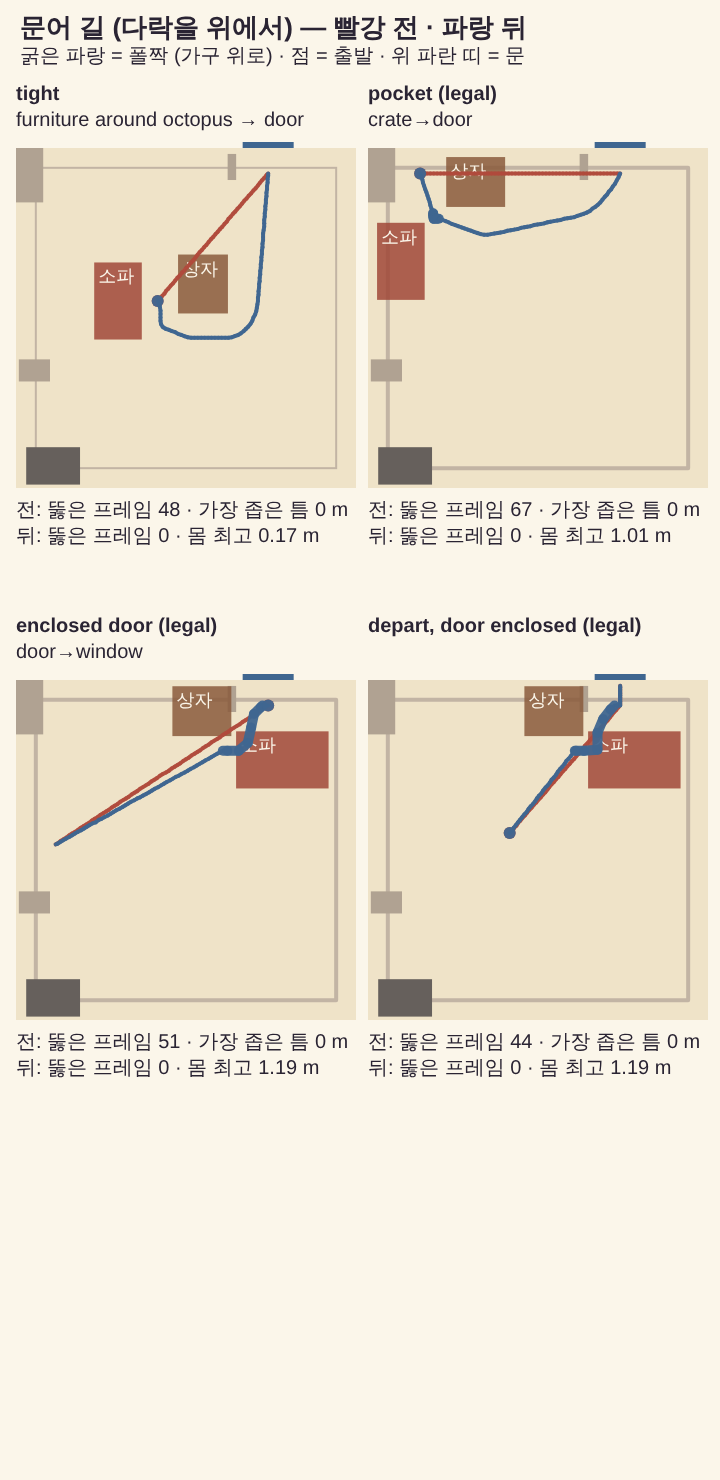 문어 길 (다락을 위에서) — 빨강 전 · 파랑 뒤
굵은 파랑 = 폴짝 (가구 위로) · 점 = 출발 · 위 파란 띠 = 문
tight
furniture around octopus → door
소파
상자
전: 뚫은 프레임 48 · 가장 좁은 틈 0 m
뒤: 뚫은 프레임 0 · 몸 최고 0.17 m
pocket (legal)
crate→door
상자
소파
전: 뚫은 프레임 67 · 가장 좁은 틈 0 m
뒤: 뚫은 프레임 0 · 몸 최고 1.01 m
enclosed door (legal)
door→window
상자
소파
전: 뚫은 프레임 51 · 가장 좁은 틈 0 m
뒤: 뚫은 프레임 0 · 몸 최고 1.19 m
depart, door enclosed (legal)
상자
소파
전: 뚫은 프레임 44 · 가장 좁은 틈 0 m
뒤: 뚫은 프레임 0 · 몸 최고 1.19 m